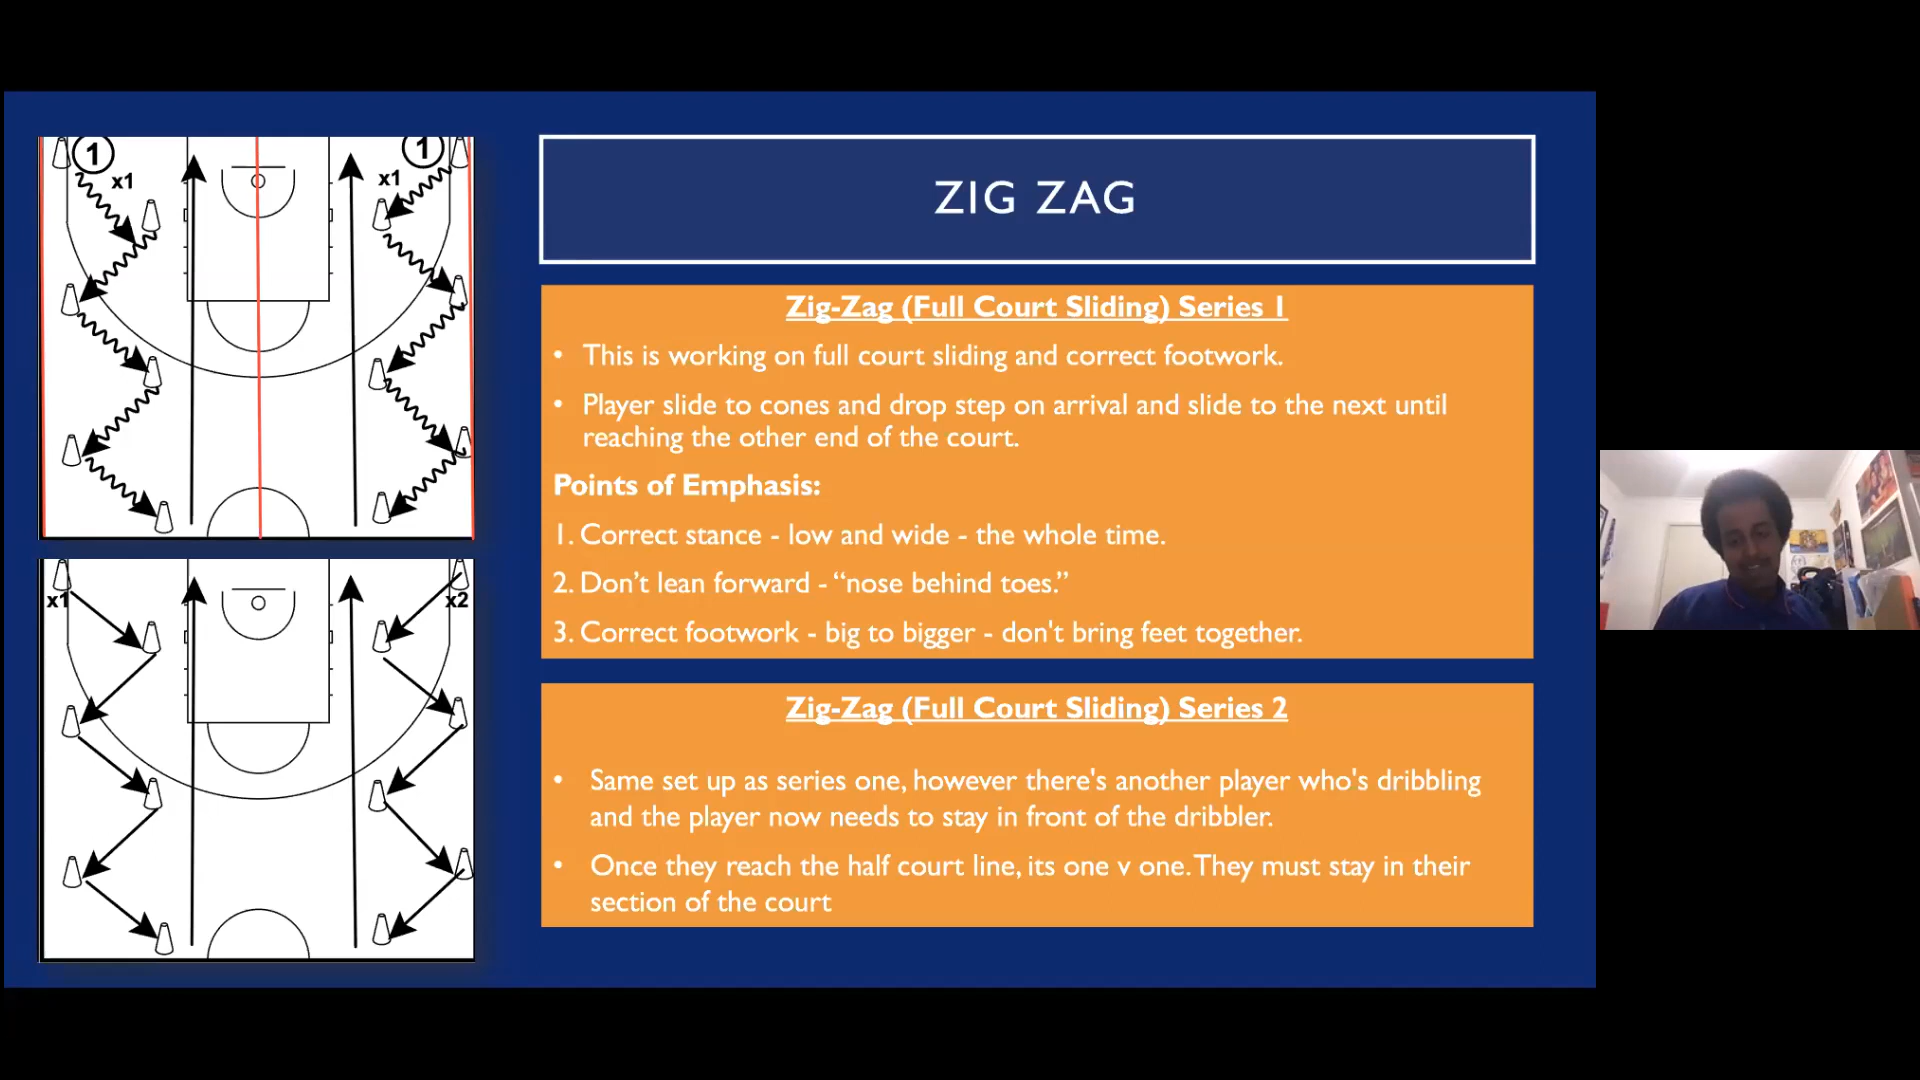 1
1
x1
x1
x1
x2
ZIG ZAG
Zig-Zag (Full Court Sliding) Series 1
• This is working on full court sliding and correct footwork.
• Player slide to cones and drop step on arrival and slide to the next until
reaching the other end of the court.
Points of Emphasis:
1. Correct stance - low and wide - the whole time.
2. Don’t lean forward - “nose behind toes.”
3. Correct footwork - big to bigger - don't bring feet together.
Zig-Zag (Full Court Sliding) Series 2
• Same set up as series one, however there's another player who's dribbling
and the player now needs to stay in front of the dribbler.
• Once they reach the half court line, its one v one. They must stay in their
section of the court